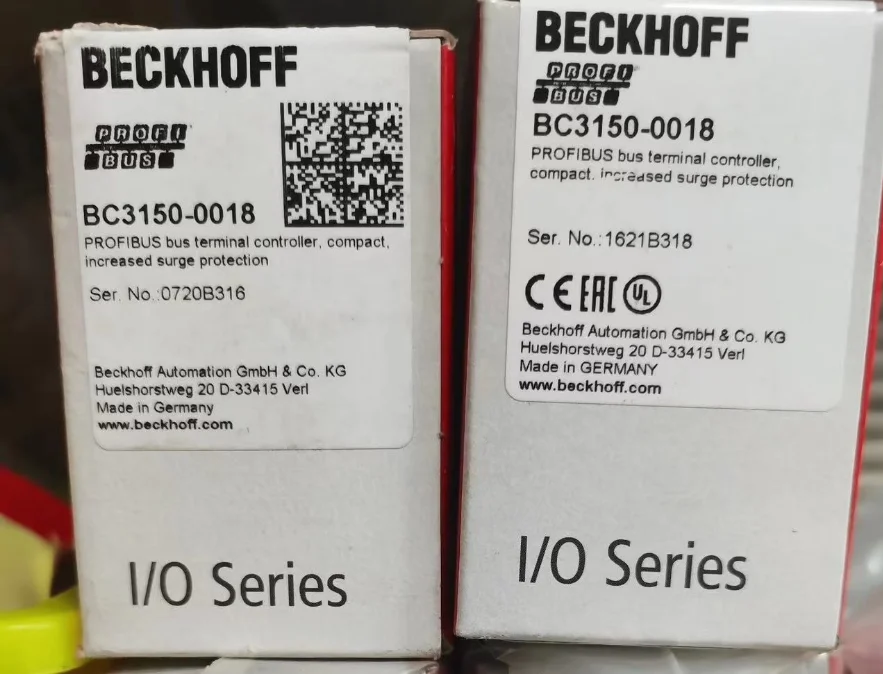 BECKHOFF
PROFI
BUS
BC3150-0018
PROFIBUS bus terminal controller, compact,
increased surge protection
Ser. No.:0720B316
Beckhoff Automation GmbH & Co. KG
Huelshorstweg 20 D-33415 Verl
Made in Germany
www.beckhoff.com
I/O Series
BECKHOFF
PROFI
BUS
BC3150-0018
PROFIBUS bus terminal controller,
compact. increased surge protection
Ser. No.:1621B318
CE EAC UL
Beckhoff Automation GmbH & Co. KG
Huelshorstweg 20 D-33415 Verl
Made in GERMANY
www.beckhoff.com
I/O Series